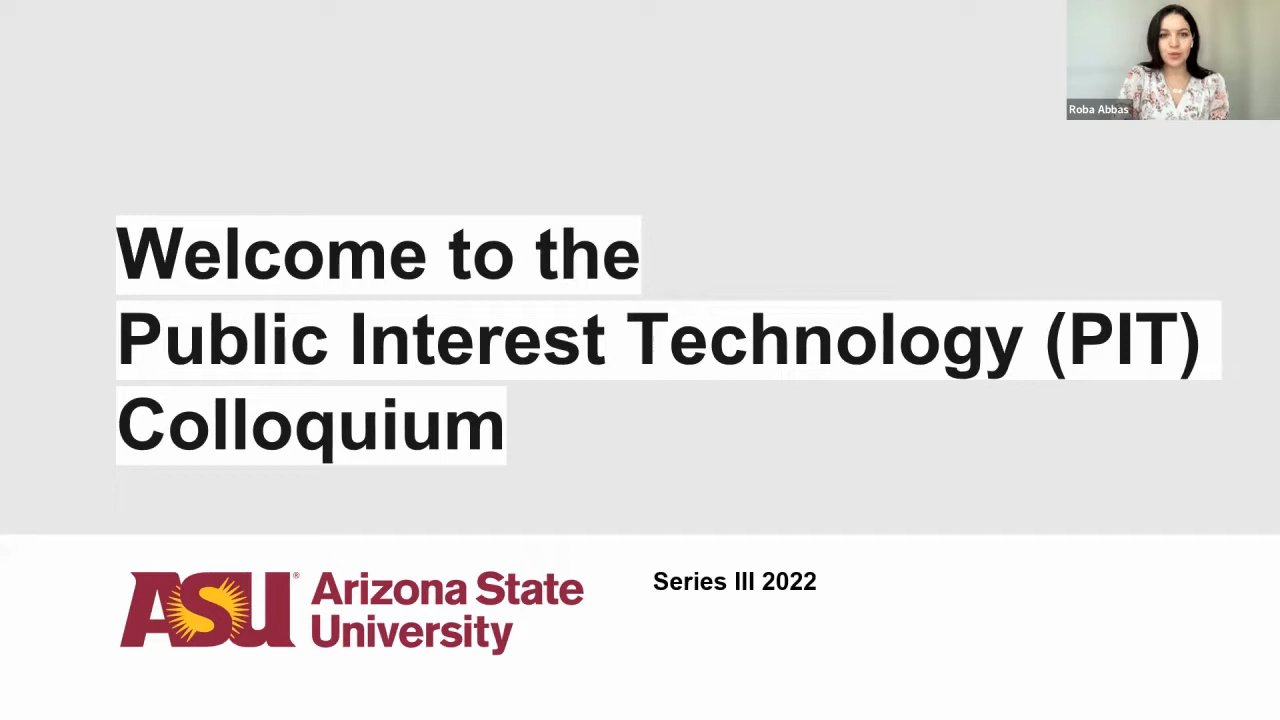 Roba Abbas
Welcome to the
Public Interest Technology (PIT)
Colloquium
ASU® Arizona State
University
Series III 2022